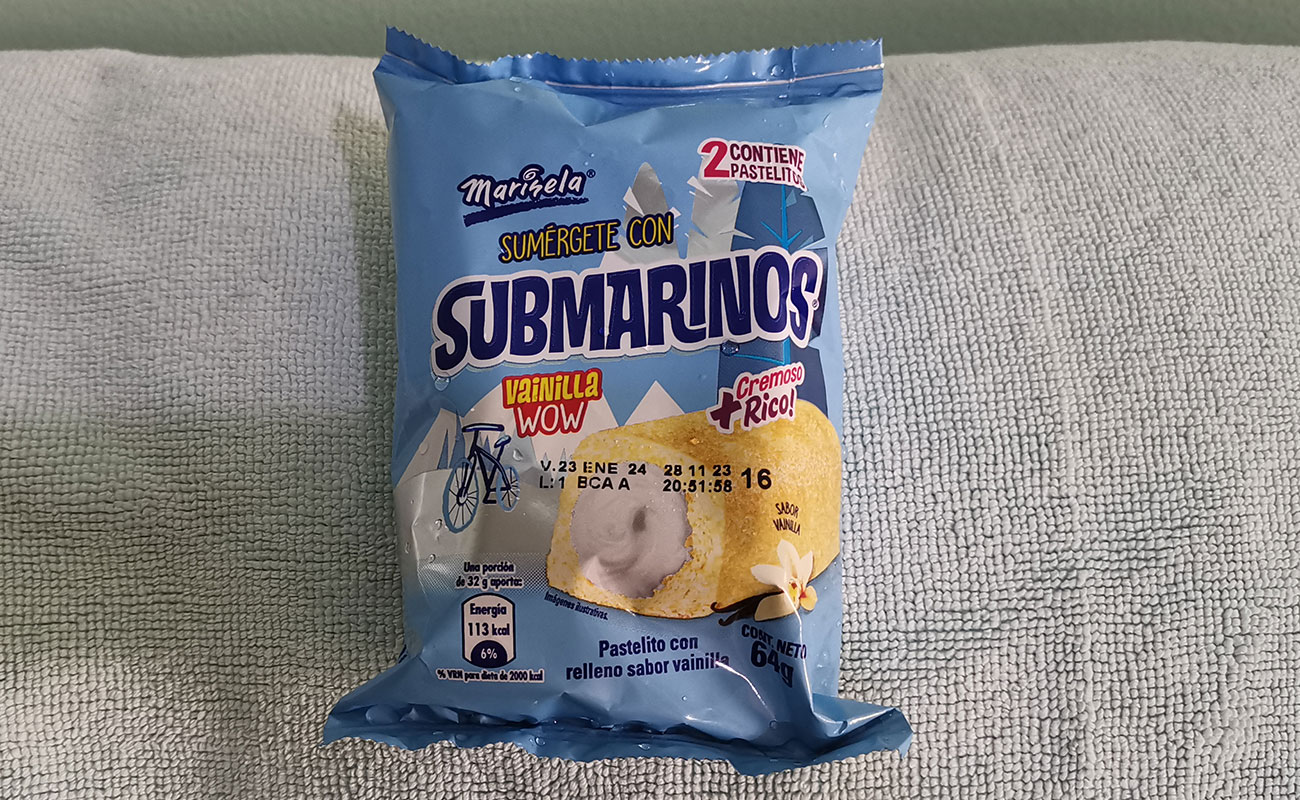 Marinela®
2 CONTIENE
PASTELITOS
SUMÉRGETE CON
SUBMARINOS®
VAINILLA
WOW
Cremoso
+Rico!
V.23 ENE 24 28 11 23 16
L:1 BCA A 20:51:58
SABOR
VAINILLA
Una porción
de 32 g aporta:
Energía
113 kcal
6%
% VRN para dieta de 2000 kcal
Imágenes ilustrativas.
Pastelito con
relleno sabor vainilla
CONT. NETO
64g